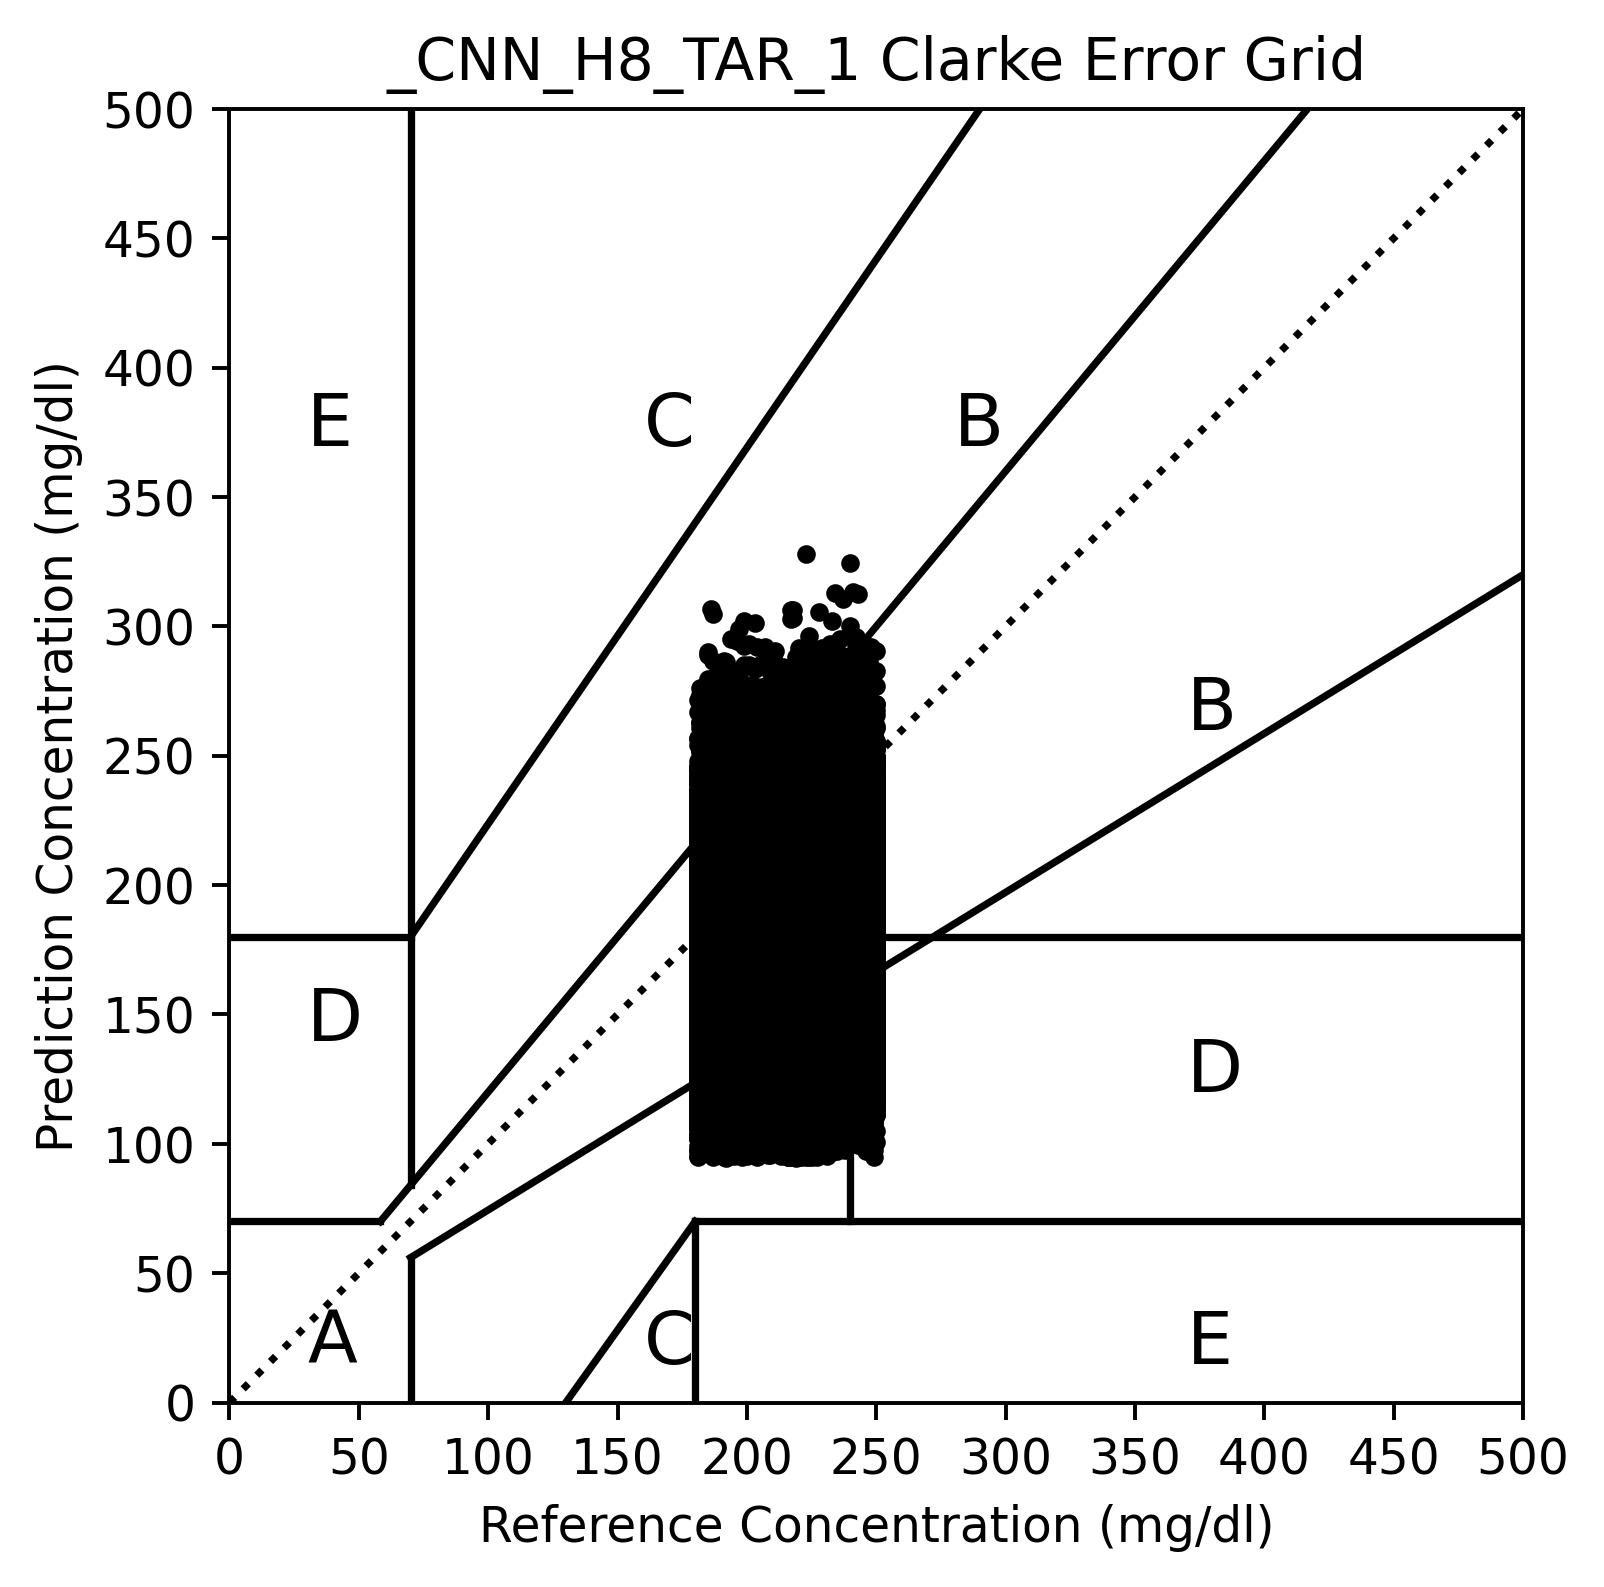 _CNN_H8_TAR_1 Clarke Error Grid
Prediction Concentration (mg/dl)
500
450
400
350
300
250
200
150
100
50
0
E
C
B
B
D
D
A
C
E
0 50 100 150 200 250 300 350 400 450 500
Reference Concentration (mg/dl)